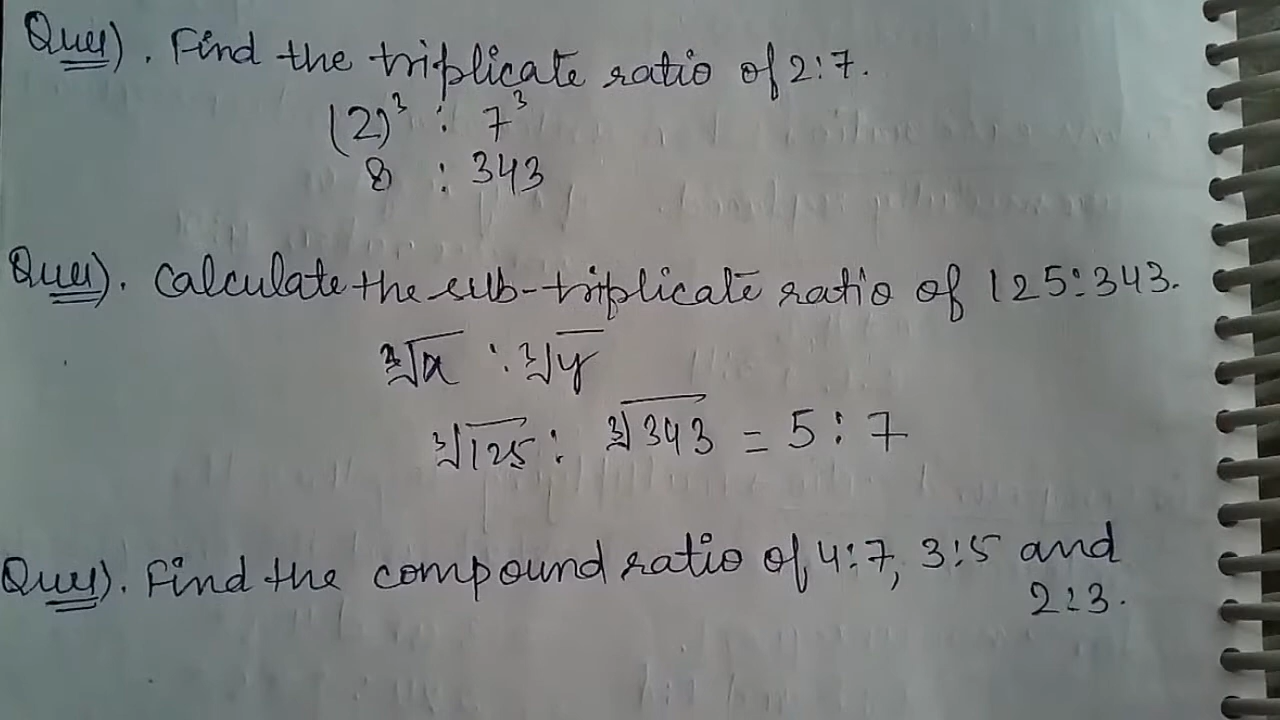 Ques). Find the triplicate ratio of 2:7.
(2)³ : 7³
8 : 343
Ques). Calculate the sub-triplicate ratio of 125:343.
∛x : ∛y
∛125 : ∛343 = 5 : 7
Ques). Find the compound ratio of 4:7, 3:5 and
2:3.